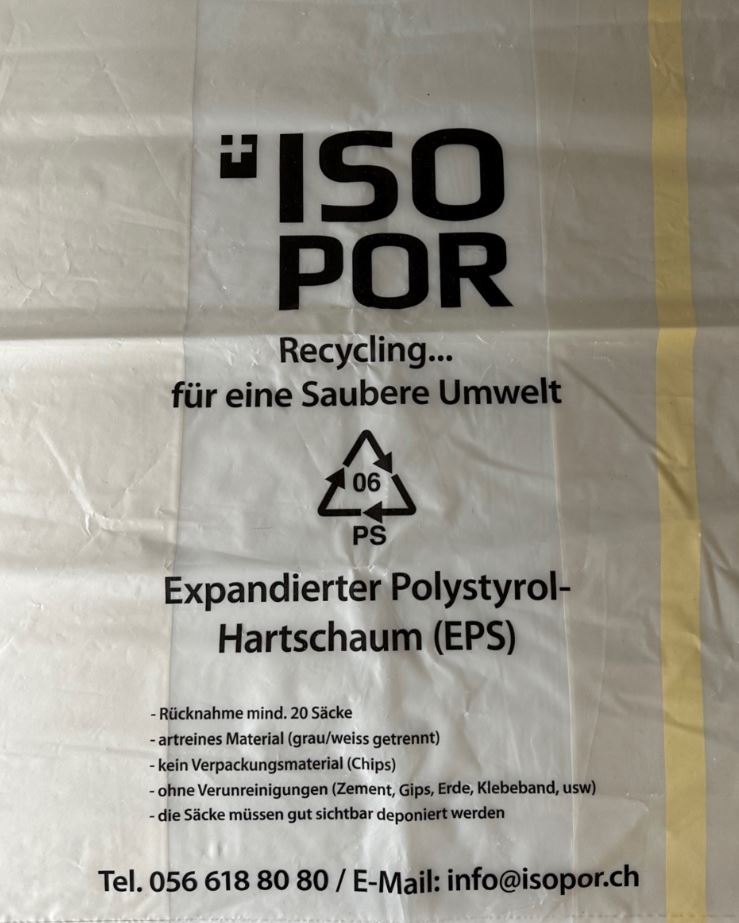 ISO
POR
Recycling...
für eine Saubere Umwelt
06
PS
Expandierter Polystyrol-
Hartschaum (EPS)
- Rücknahme mind. 20 Säcke
- artreines Material (grau/weiss getrennt)
- kein Verpackungsmaterial (Chips)
- ohne Verunreinigungen (Zement, Gips, Erde, Klebeband, usw)
- die Säcke müssen gut sichtbar deponiert werden
Tel. 056 618 80 80 / E-Mail: info@isopor.ch